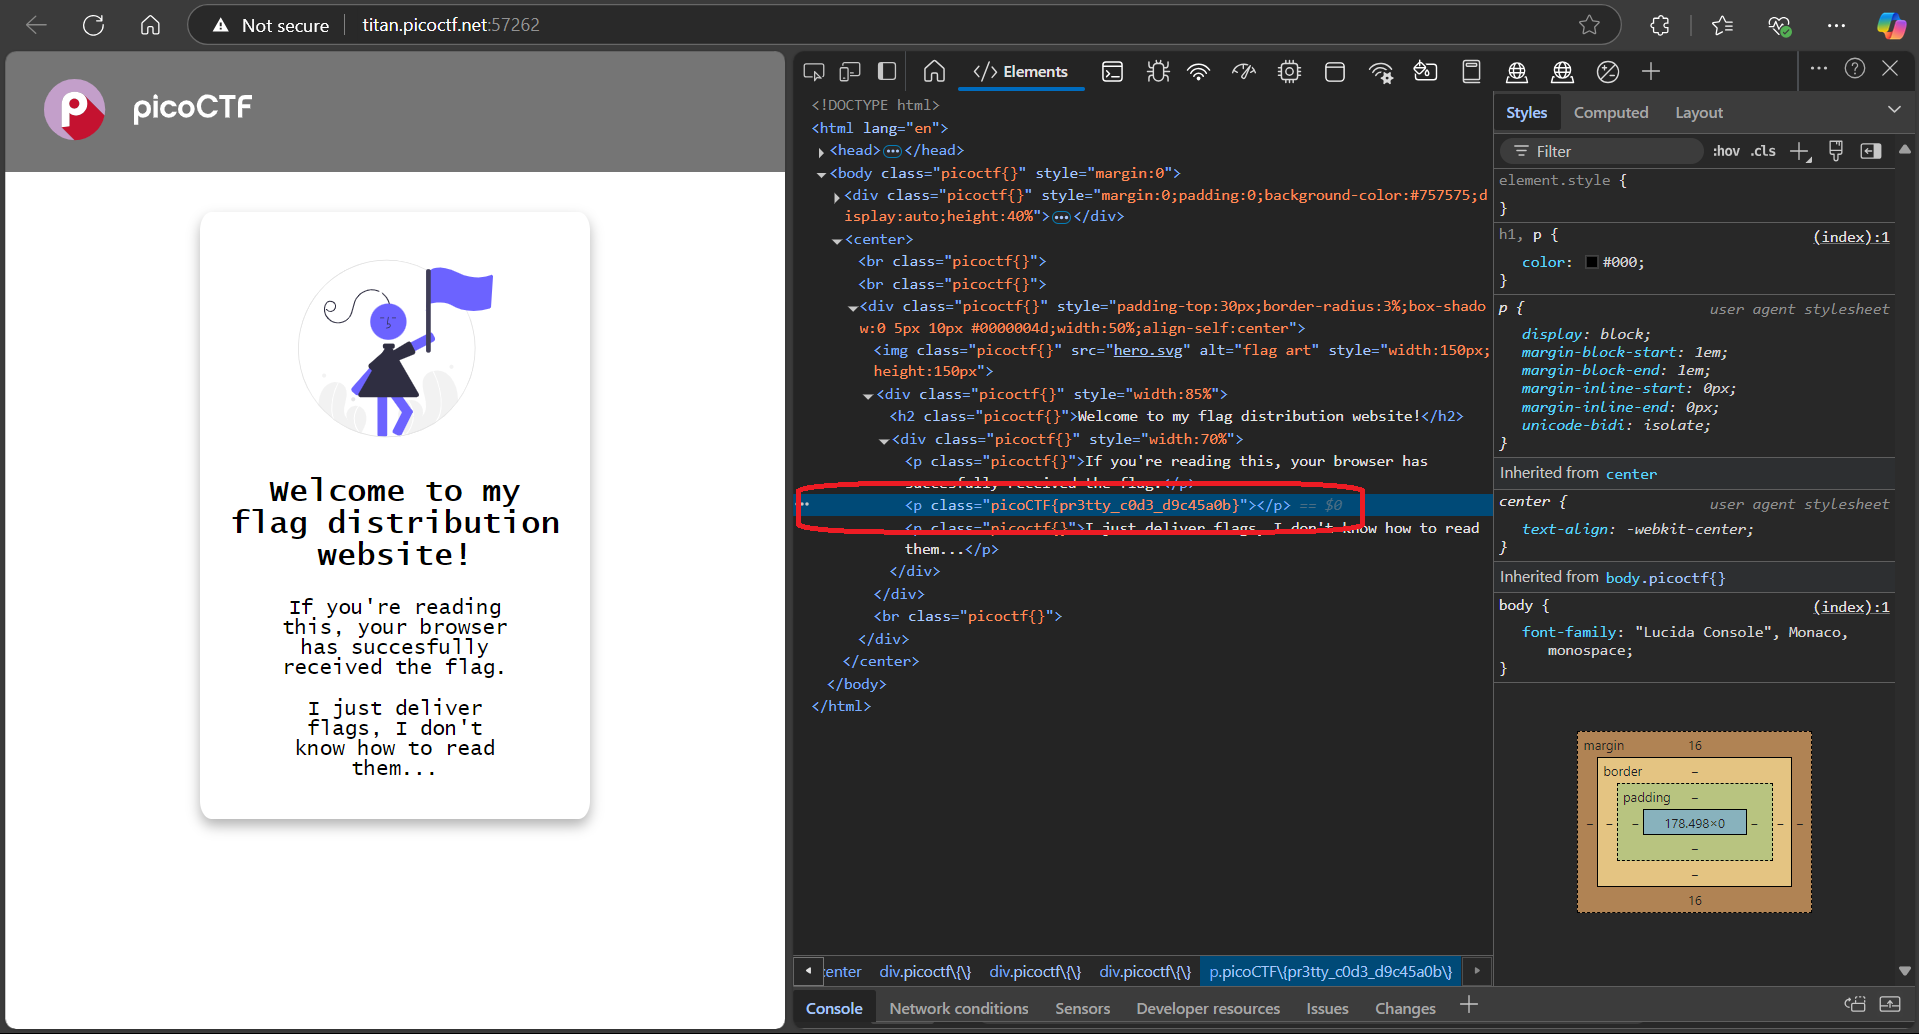 Not secure
titan.picoctf.net:57262
picoCTF
Welcome to my
flag distribution
website!
If you're reading
this, your browser
has succesfully
received the flag.
I just deliver
flags, I don't
know how to read
them...
Elements
<!DOCTYPE html>
<html lang="en">
<head>…</head>
<body class="picoctf{}" style="margin:0">
<div class="picoctf{}" style="margin:0;padding:0;background-color:#757575;d
isplay:auto;height:40%">…</div>
<center>
<br class="picoctf{}">
<br class="picoctf{}">
<div class="picoctf{}" style="padding-top:30px;border-radius:3%;box-shado
w:0 5px 10px #0000004d;width:50%;align-self:center">
<img class="picoctf{}" src="hero.svg" alt="flag art" style="width:150px;
height:150px">
<div class="picoctf{}" style="width:85%">
<h2 class="picoctf{}">Welcome to my flag distribution website!</h2>
<div class="picoctf{}" style="width:70%">
<p class="picoctf{}">If you're reading this, your browser has
succesfully received the flag.</p>
<p class="picoCTF{pr3tty_c0d3_d9c45a0b}"></p> == $0
<p class="picoctf{}">I just deliver flags, I don't know how to read
them...</p>
</div>
</div>
<br class="picoctf{}">
</div>
</center>
</body>
</html>
center
div.picoctf\{\}
div.picoctf\{\}
div.picoctf\{\}
p.picoCTF\{pr3tty_c0d3_d9c45a0b\}
Styles
Computed
Layout
Filter
:hov
.cls
element.style {
}
h1, p {
(index):1
color: #000;
}
p {
user agent stylesheet
display: block;
margin-block-start: 1em;
margin-block-end: 1em;
margin-inline-start: 0px;
margin-inline-end: 0px;
unicode-bidi: isolate;
}
Inherited from center
center {
user agent stylesheet
text-align: -webkit-center;
}
Inherited from body.picoctf{}
body {
(index):1
font-family: "Lucida Console", Monaco,
monospace;
}
margin
16
border
–
padding
–
– – – 178.498×0 – – –
–
–
16
Console
Network conditions
Sensors
Developer resources
Issues
Changes